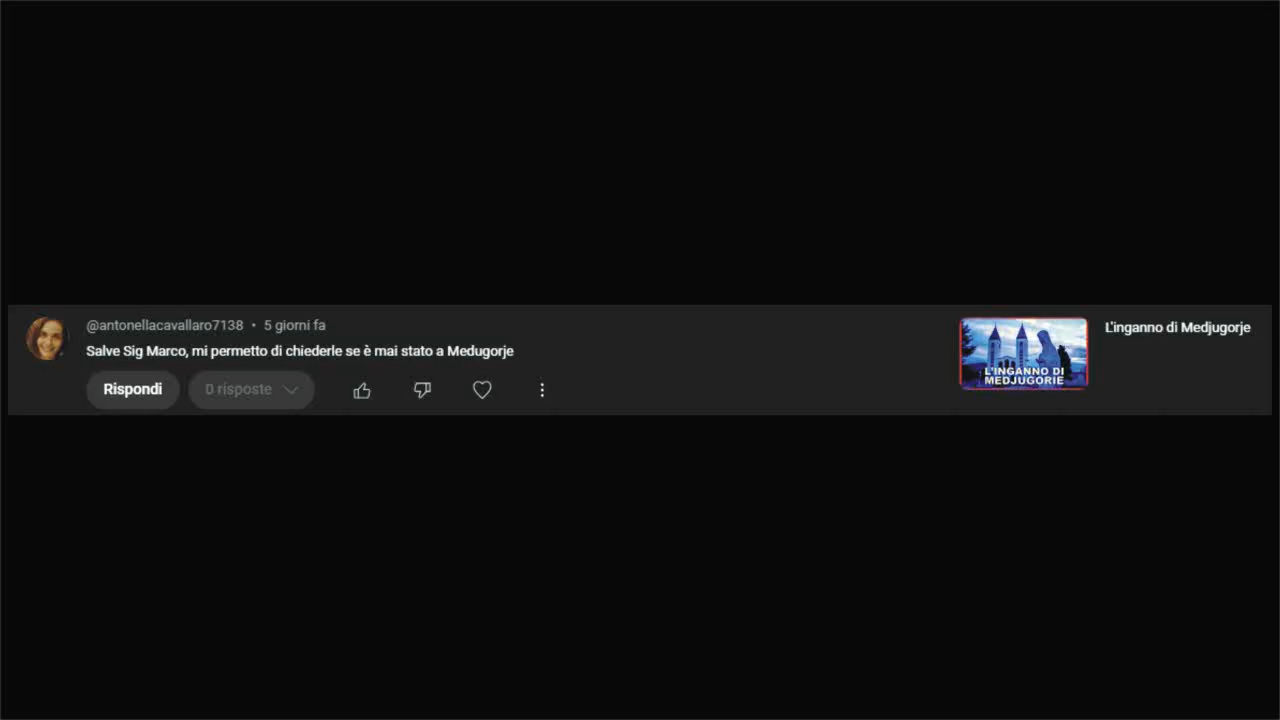 @antonellacavallaro7138 • 5 giorni fa
Salve Sig Marco, mi permetto di chiederle se è mai stato a Medugorje
Rispondi
0 risposte
L'INGANNO DI
MEDJUGORJE
L'inganno di Medjugorje